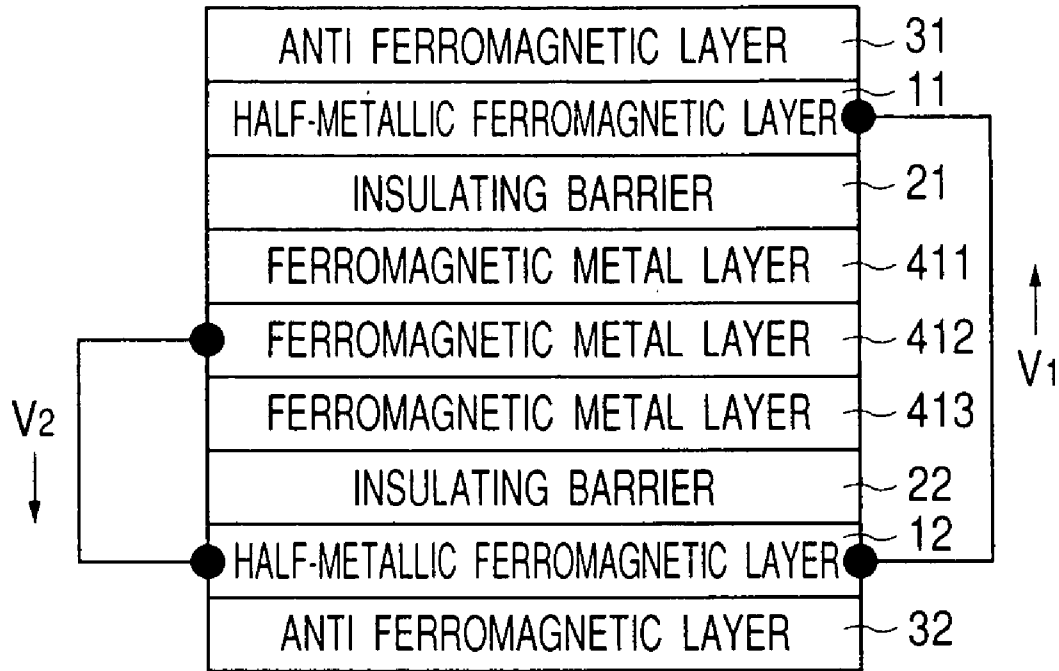 ANTI FERROMAGNETIC LAYER 31
HALF-METALLIC FERROMAGNETIC LAYER 11
INSULATING BARRIER 21
FERROMAGNETIC METAL LAYER 411
FERROMAGNETIC METAL LAYER 412
V1
FERROMAGNETIC METAL LAYER 413
V2
INSULATING BARRIER 22
HALF-METALLIC FERROMAGNETIC LAYER 12
ANTI FERROMAGNETIC LAYER 32